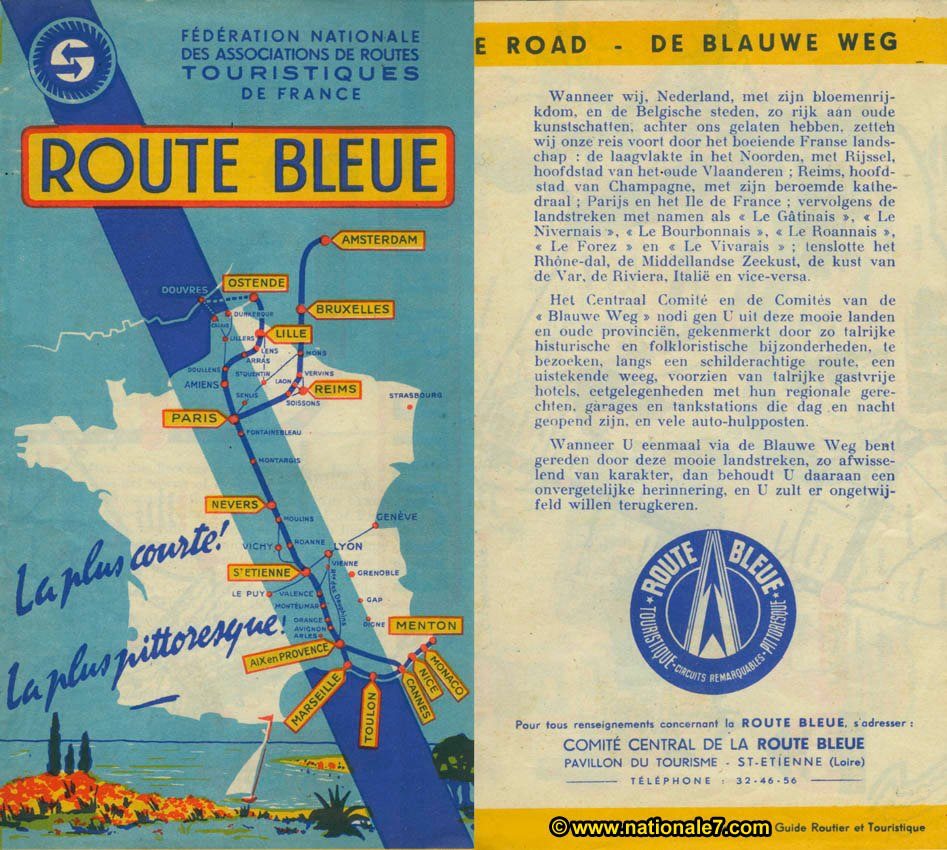 FÉDÉRATION NATIONALE
DES ASSOCIATIONS DE ROUTES
TOURISTIQUES
DE FRANCE
ROUTE BLEUE
AMSTERDAM
OSTENDE
DOUVRES
BRUXELLES
DUNKERQUE
CALAIS
LILLE
LILLERS
LENS
ARRAS
MONS
DOULLENS
ST QUENTIN
VERVINS
AMIENS
LAON
REIMS
SENLIS
SOISSONS
STRASBOURG
PARIS
FONTAINEBLEAU
MONTARGIS
NEVERS
MOULINS
GENÈVE
ROANNE
VICHY
LYON
VIENNE
ST ETIENNE
GRENOBLE
LE PUY
VALENCE
Rte des Dauphins
MONTÉLIMAR
GAP
ORANGE
AVIGNON
DIGNE
ARLES
MENTON
AIX en PROVENCE
MONACO
NICE
CANNES
MARSEILLE
TOULON
La plus courte!
La plus pittoresque!
E ROAD - DE BLAUWE WEG
Wanneer wij, Nederland, met zijn bloemenrij-
kdom, en de Belgische steden, zo rijk aan oude
kunstschatten, achter ons gelaten hebben, zetteh
wij onze reis voort door het boeiende Franse lands-
chap : de laagvlakte in het Noorden, met Rijssel,
hoofdstad van het oude Vlaanderen ; Reims, hoofd-
stad van Champagne, met zijn beroemde kathe-
draal ; Parijs en het Ile de France ; vervolgens de
landstreken met namen als « Le Gâtinais », « Le
Nivernais », « Le Bourbonnais », « Le Roannais »,
« Le Forez » en « Le Vivarais » ; tenslotte het
Rhône-dal, de Middellandse Zeekust, de kust van
de Var, de Riviera, Italië en vice-versa.
Het Centraal Comité en de Comités van de
« Blauwe Weg » nodi gen U uit deze mooie landen
en oude provinciën, gekenmerkt door zo talrijke
historische en folkloristische bijzonderheden, te
bezoeken, langs een schilderachtige route, een
uistekende weeg, voorzien van talrijke gastvrije
hotels, eetgelegenheden met hun regionale gere-
chten, garages en tankstations die dag en nacht
geopend zijn, en vele auto-hulpposten.
Wanneer U eenmaal via de Blauwe Weg bent
gereden door deze mooie landstreken, zo afwisse-
lend van karakter, dan behoudt U daaraan een
onvergetelijke herinnering, en U zult er ongetwij-
feld willen terugkeren.
ROUTE BLEUE
TOURISTIQUE - CIRCUITS REMARQUABLES - PITTORESQUE
Pour tous renseignements concernant la ROUTE BLEUE, s'adresser :
COMITÉ CENTRAL DE LA ROUTE BLEUE
PAVILLON DU TOURISME - ST-ETIENNE (Loire)
TÉLÉPHONE : 32-46-56
© www.nationale7.com
Guide Routier et Touristique